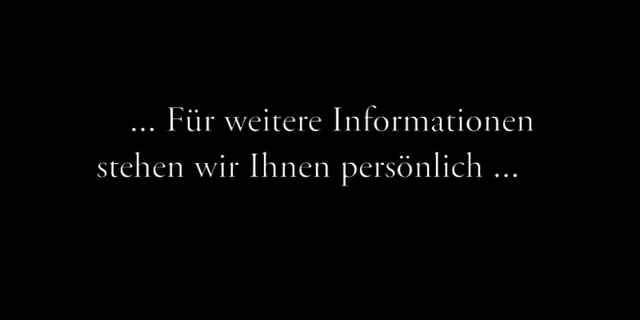 ... Für weitere Informationen
stehen wir Ihnen persönlich ...